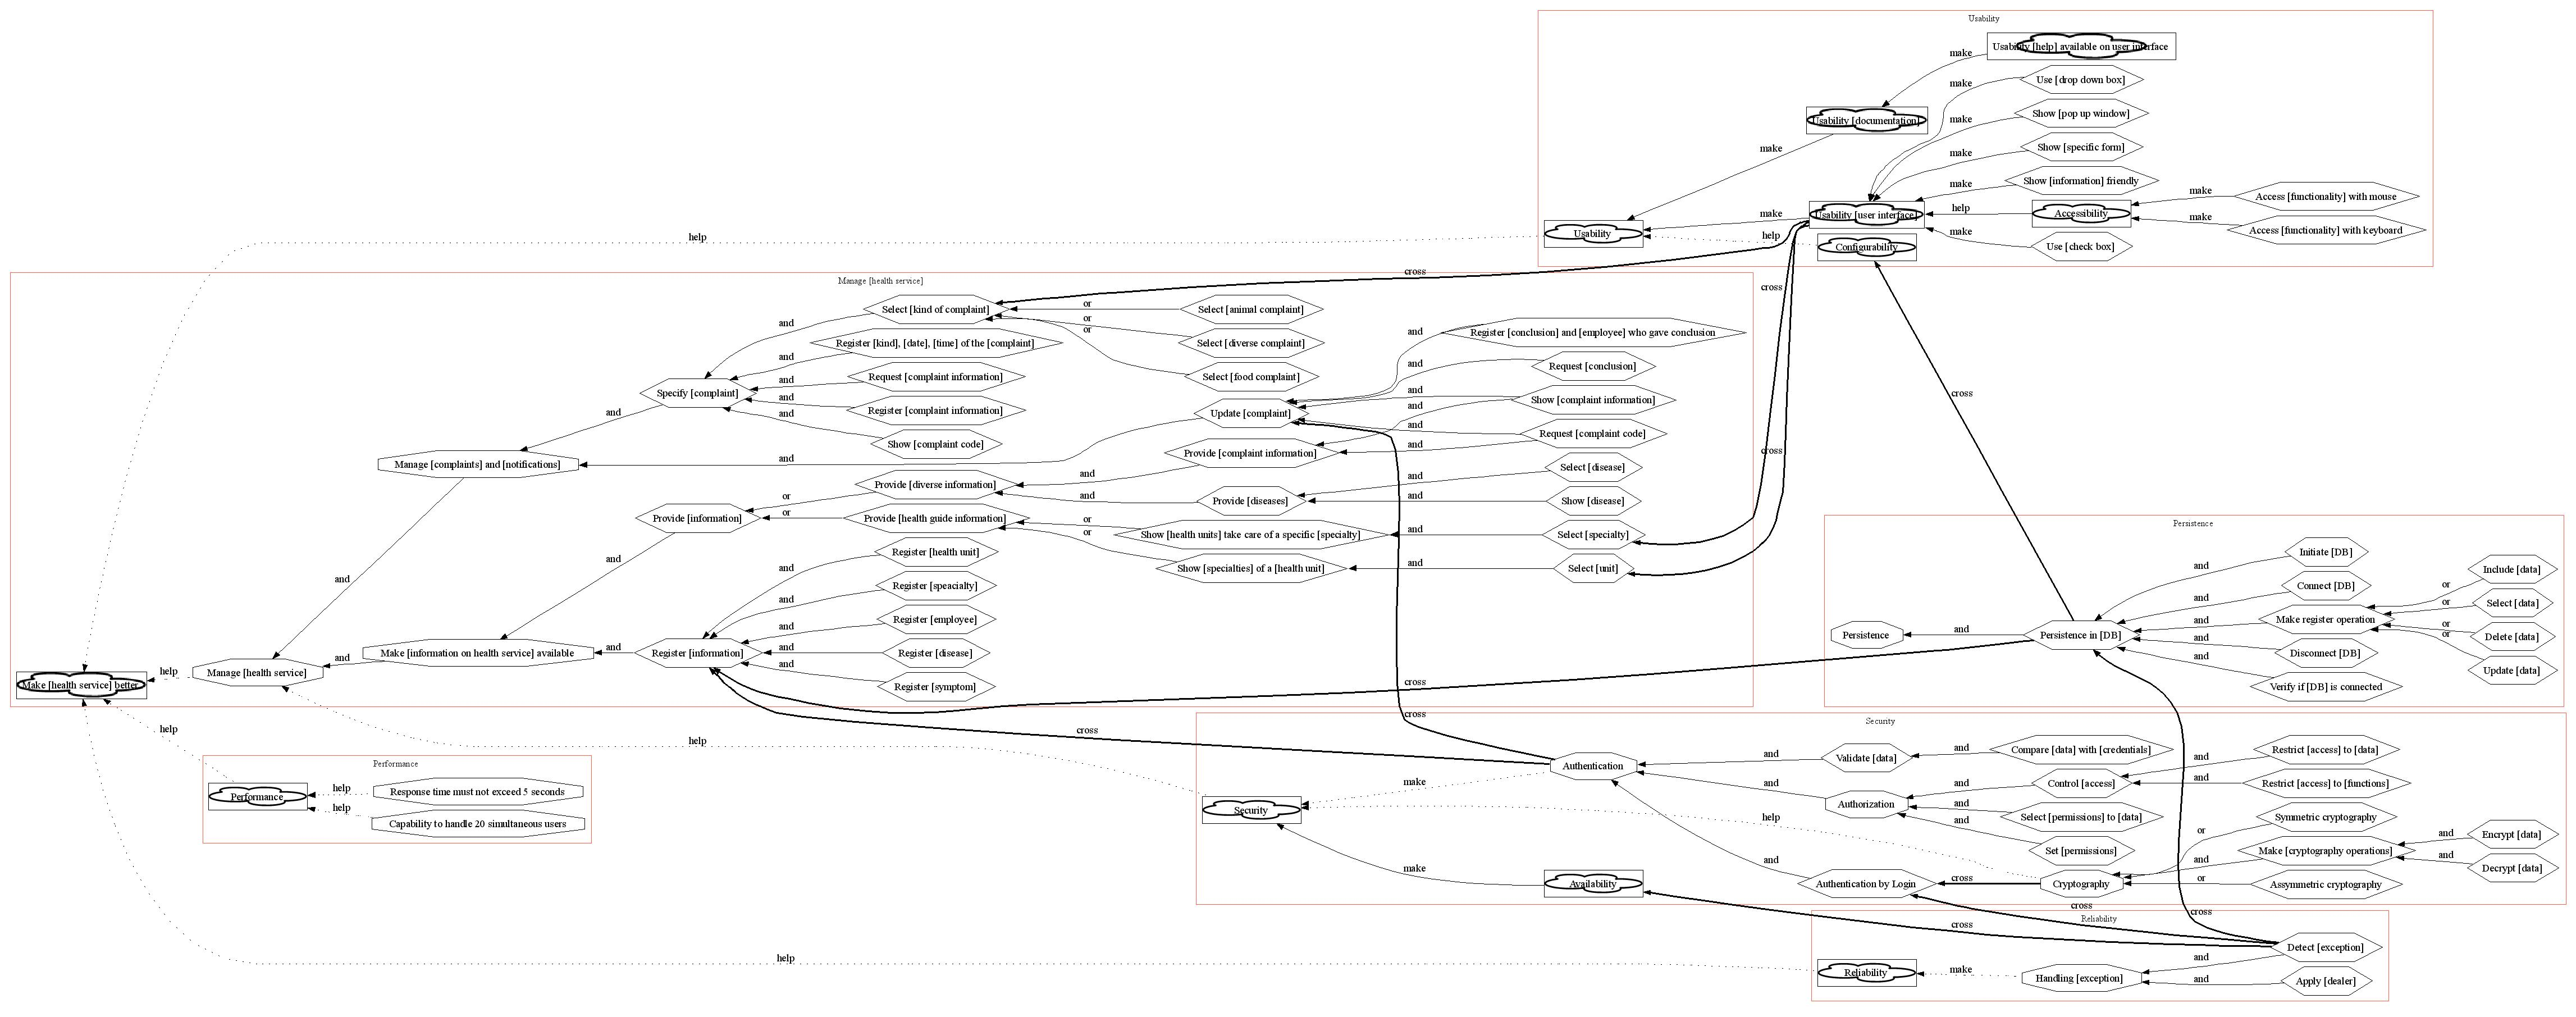 Usability
Usability [help] available on user interface
make
Use [drop down box]
make
Show [pop up window]
make
Usability [documentation]
Show [specific form]
make
make
Show [information] friendly
make
Access [functionality] with mouse
make
Usability [user interface]
make
help
Accessibility
Usability
make
Access [functionality] with keyboard
help
Configurability
make
Use [check box]
help
cross
cross
cross
cross
Manage [health service]
Select [kind of complaint]
or
or
or
Select [animal complaint]
Select [diverse complaint]
Select [food complaint]
and
Register [kind], [date], [time] of the [complaint]
and
Request [complaint information]
and
Specify [complaint]
and
Register [complaint information]
and
Show [complaint code]
and
Register [conclusion] and [employee] who gave conclusion
and
Request [conclusion]
and
Update [complaint]
and
Show [complaint information]
and
and
Request [complaint code]
and
Provide [complaint information]
Manage [complaints] and [notifications]
and
Select [disease]
and
Provide [diverse information]
and
and
Provide [diseases]
and
Show [disease]
or
Provide [information]
or
Provide [health guide information]
or
or
Show [health units] take care of a specific [specialty]
and
Select [specialty]
Show [specialties] of a [health unit]
and
Select [unit]
and
and
Register [health unit]
and
Register [speacialty]
and
Register [employee]
and
Register [disease]
and
Register [symptom]
and
Register [information]
and
Make [information on health service] available
and
Manage [health service]
help
Make [health service] better
cross
cross
cross
help
help
Persistence
Initiate [DB]
and
Connect [DB]
and
Include [data]
or
Select [data]
or
Make register operation
and
Delete [data]
or
or
Update [data]
Disconnect [DB]
and
Verify if [DB] is connected
and
Persistence in [DB]
and
Persistence
Performance
Performance
help
Response time must not exceed 5 seconds
help
Capability to handle 20 simultaneous users
Security
Authentication
and
Validate [data]
and
Compare [data] with [credentials]
and
Restrict [access] to [data]
make
and
Authorization
and
Control [access]
and
Restrict [access] to [functions]
Security
and
Select [permissions] to [data]
and
Set [permissions]
help
Symmetric cryptography
or
Make [cryptography operations]
and
Encrypt [data]
and
Decrypt [data]
and
make
Availability
and
Authentication by Login
cross
Cryptography
or
Assymmetric cryptography
cross
cross
cross
Reliability
Detect [exception]
and
help
Reliability
make
Handling [exception]
and
Apply [dealer]